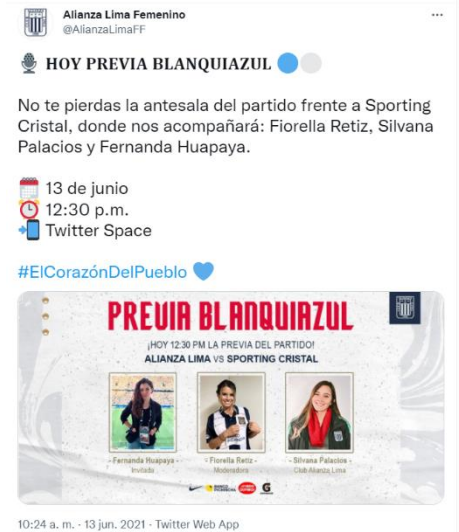 Alianza Lima Femenino
@AlianzaLimaFF
HOY PREVIA BLANQUIAZUL
No te pierdas la antesala del partido frente a Sporting
Cristal, donde nos acompañará: Fiorella Retiz, Silvana
Palacios y Fernanda Huapaya.
13 de junio
12:30 p.m.
Twitter Space
#ElCorazónDelPueblo
PREVIA BLANQUIAZUL
¡HOY 12:30 PM LA PREVIA DEL PARTIDO!
ALIANZA LIMA VS SPORTING CRISTAL
- Fernanda Huapaya -
Invitada
- Fiorella Retiz -
Moderadora
- Silvana Palacios -
Club Alianza Lima
10:24 a. m. · 13 jun. 2021 · Twitter Web App